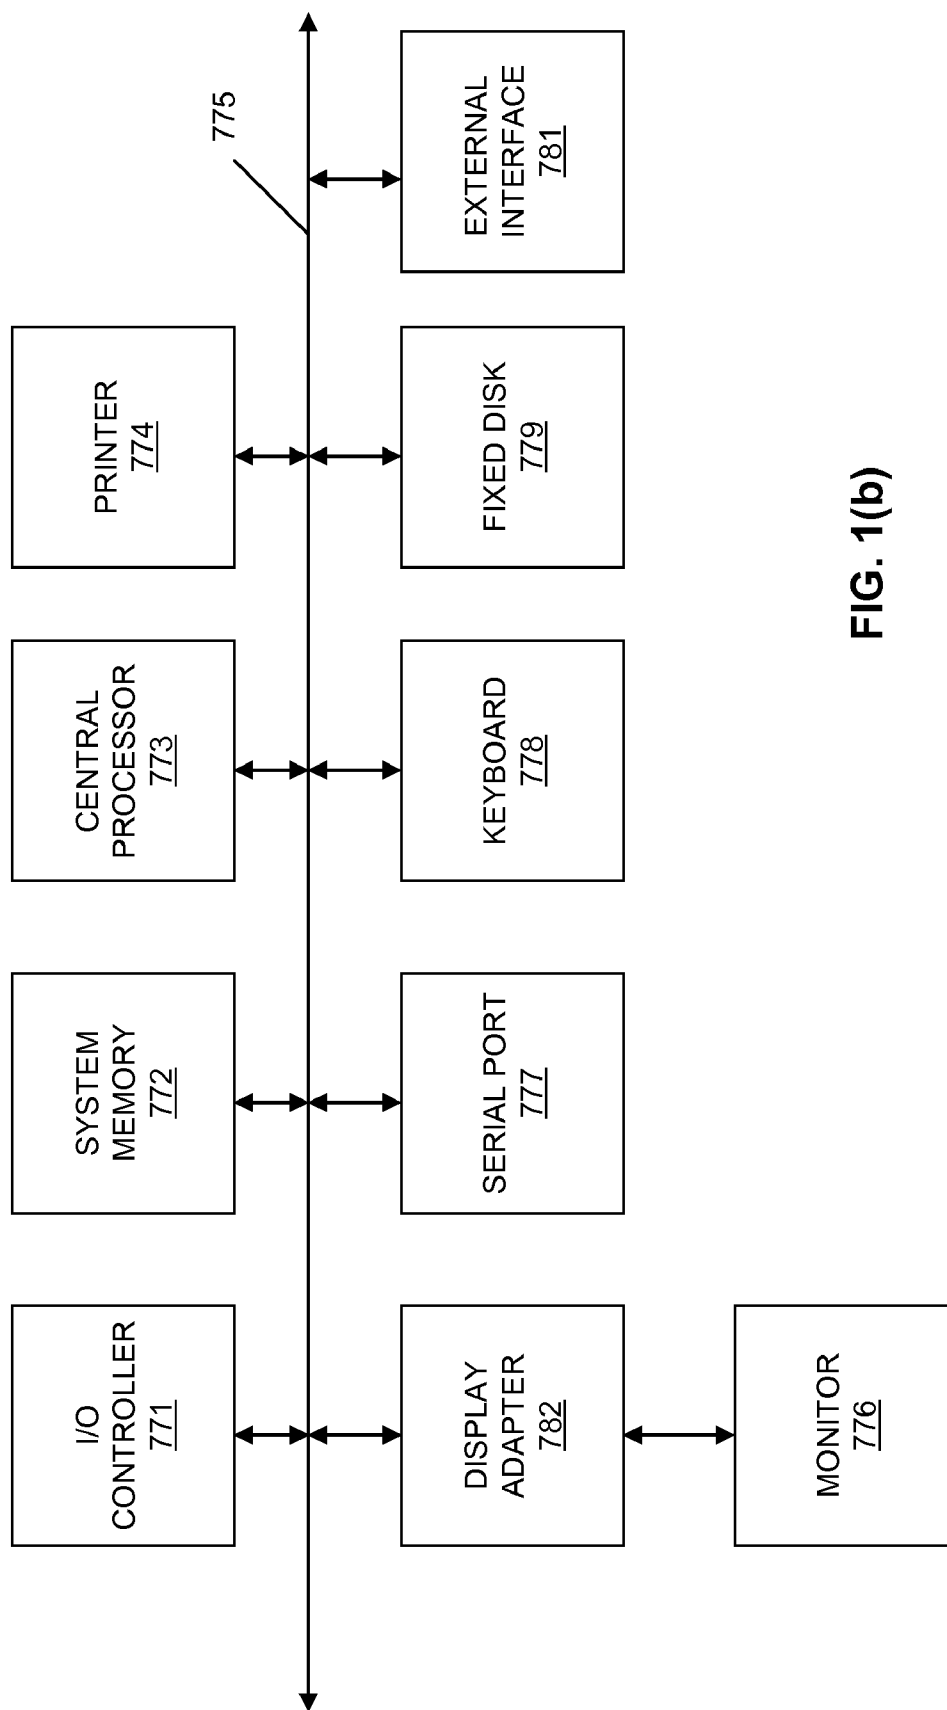 I/O
CONTROLLER
771
SYSTEM
MEMORY
772
CENTRAL
PROCESSOR
773
PRINTER
774
775
DISPLAY
ADAPTER
782
SERIAL PORT
777
KEYBOARD
778
FIXED DISK
779
EXTERNAL
INTERFACE
781
MONITOR
776
FIG. 1(b)